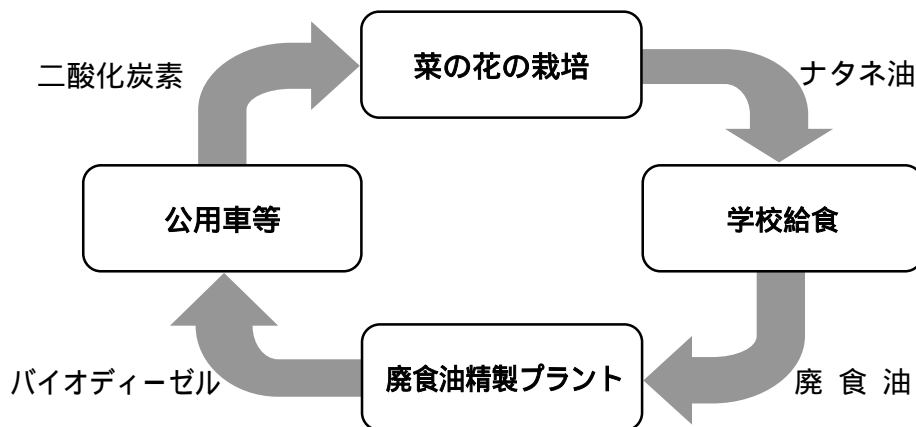 菜の花の栽培
二酸化炭素
ナタネ油
公用車等
学校給食
廃食油精製プラント
バイオディーゼル
廃食油